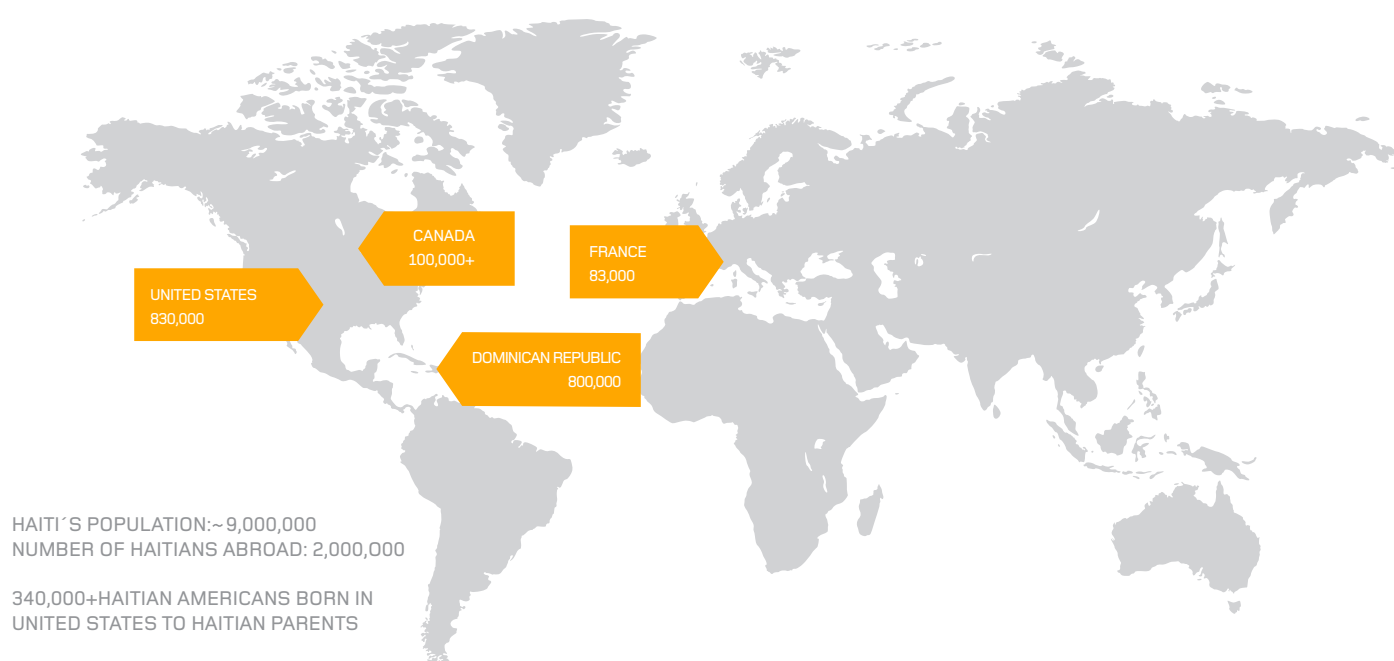 CANADA
100,000+
FRANCE
83,000
UNITED STATES
830,000
DOMINICAN REPUBLIC
800,000
HAITI´S POPULATION:~9,000,000
NUMBER OF HAITIANS ABROAD: 2,000,000
340,000+HAITIAN AMERICANS BORN IN
UNITED STATES TO HAITIAN PARENTS